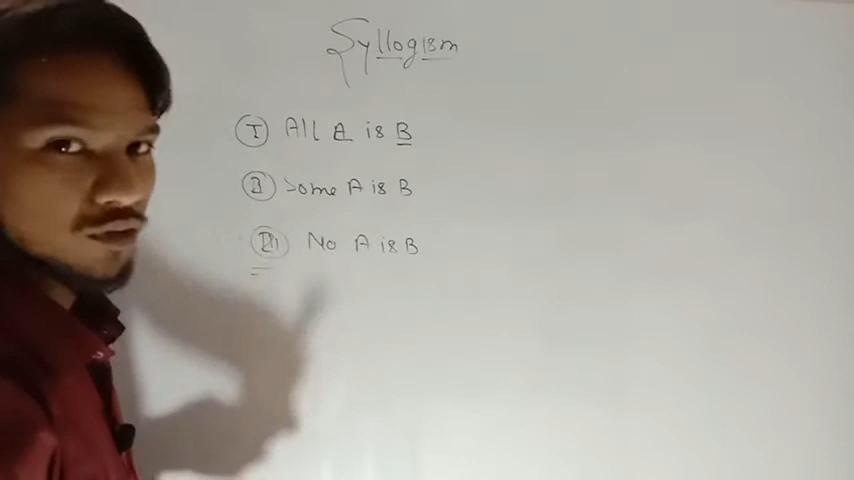 Syllogism
I All A is B
II Some A is B
III No A is B